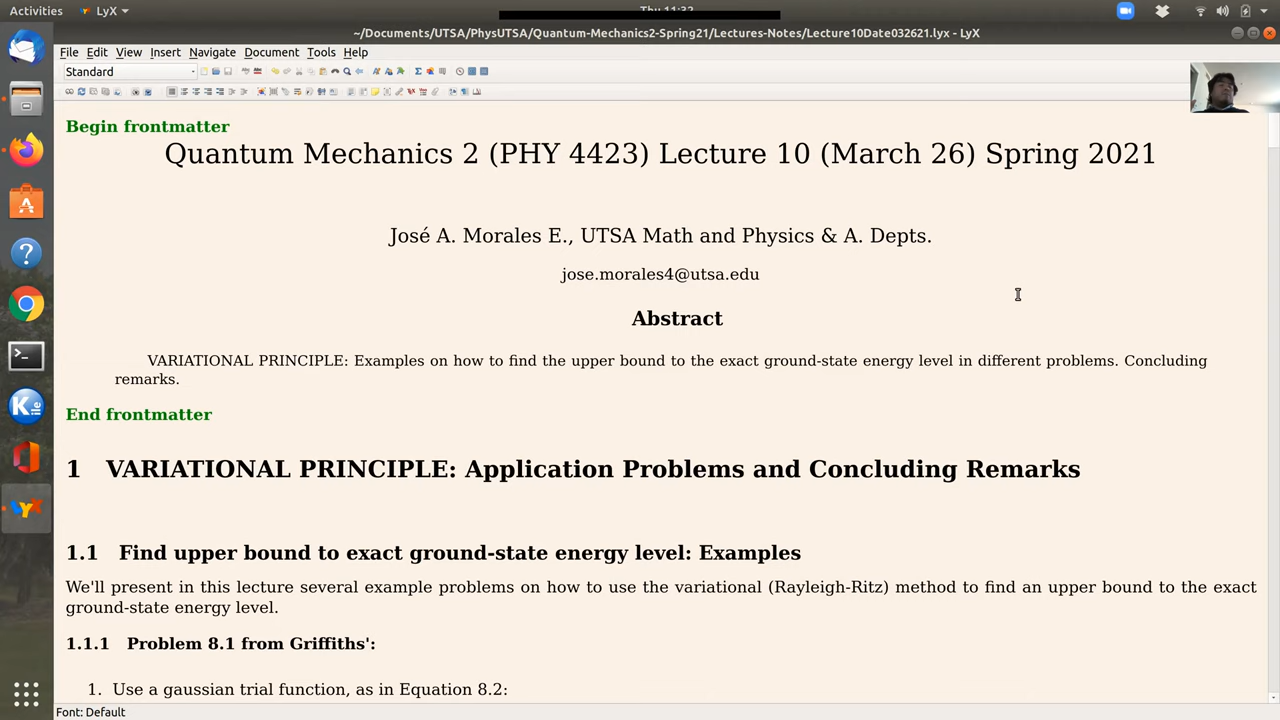 Activities
LyX
Thu 11:32
~/Documents/UTSA/PhysUTSA/Quantum-Mechanics2-Spring21/Lectures-Notes/Lecture10Date032621.lyx - LyX
File Edit View Insert Navigate Document Tools Help
Standard
Begin frontmatter
Quantum Mechanics 2 (PHY 4423) Lecture 10 (March 26) Spring 2021
José A. Morales E., UTSA Math and Physics & A. Depts.
jose.morales4@utsa.edu
Abstract
VARIATIONAL PRINCIPLE: Examples on how to find the upper bound to the exact ground-state energy level in different problems. Concluding
remarks.
End frontmatter
1 VARIATIONAL PRINCIPLE: Application Problems and Concluding Remarks
1.1 Find upper bound to exact ground-state energy level: Examples
We'll present in this lecture several example problems on how to use the variational (Rayleigh-Ritz) method to find an upper bound to the exact
ground-state energy level.
1.1.1 Problem 8.1 from Griffiths':
1. Use a gaussian trial function, as in Equation 8.2:
Font: Default